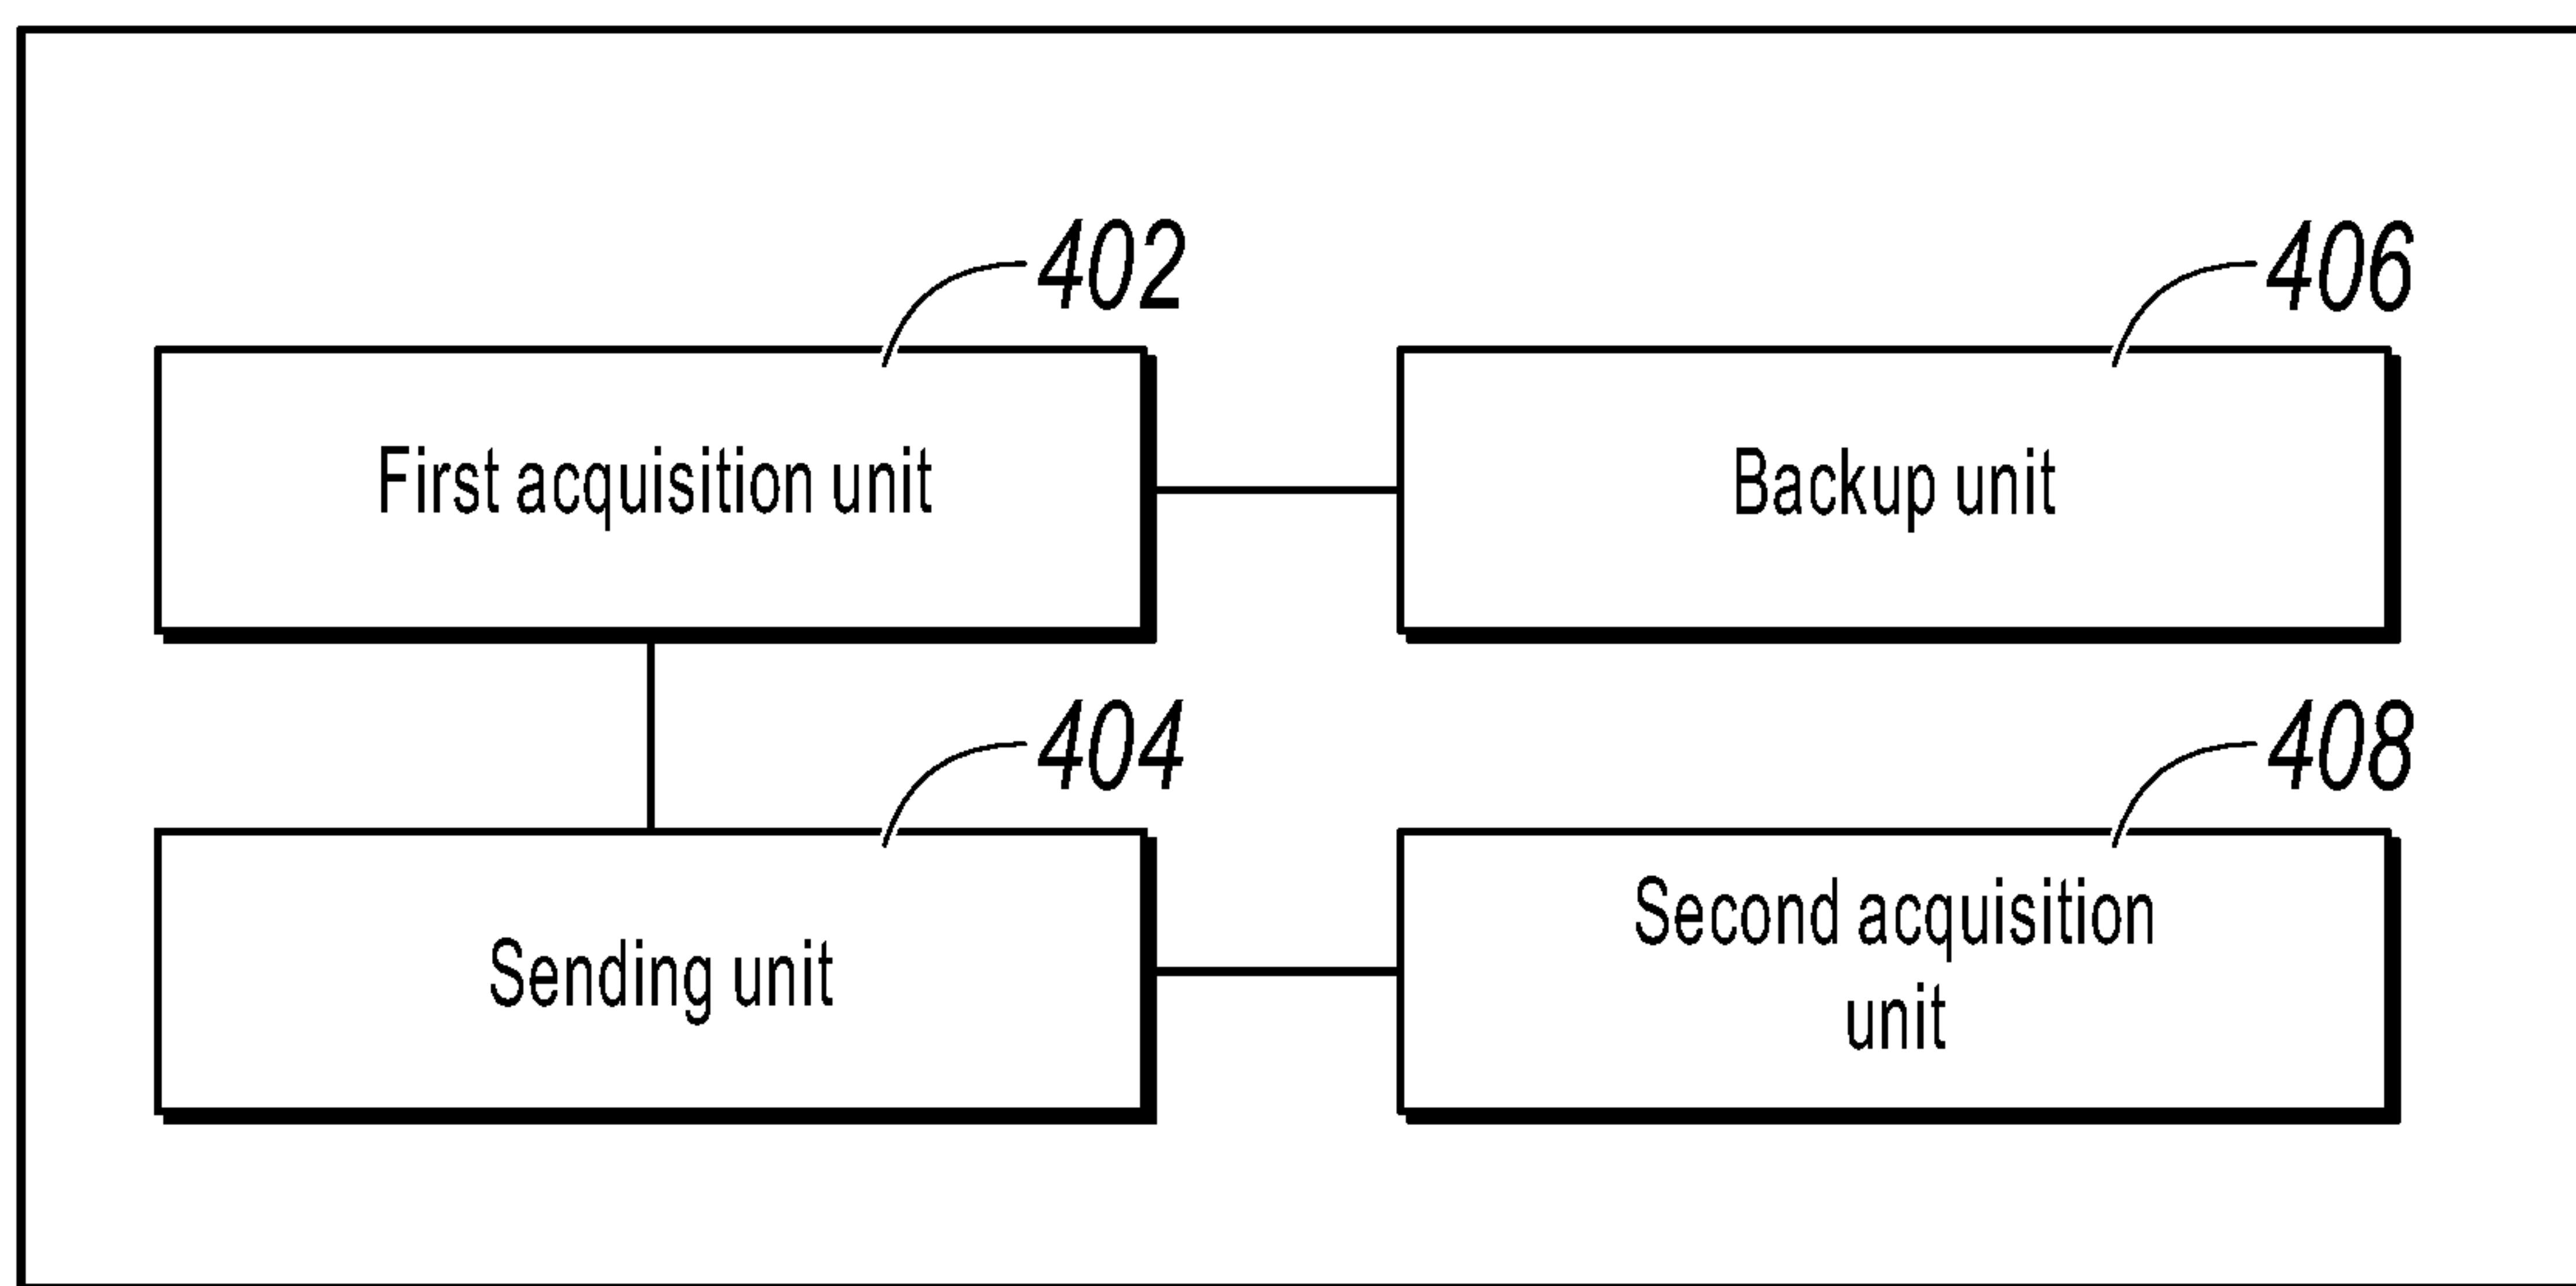 402
406
First acquisition unit
Backup unit
404
408
Sending unit
Second acquisition
unit